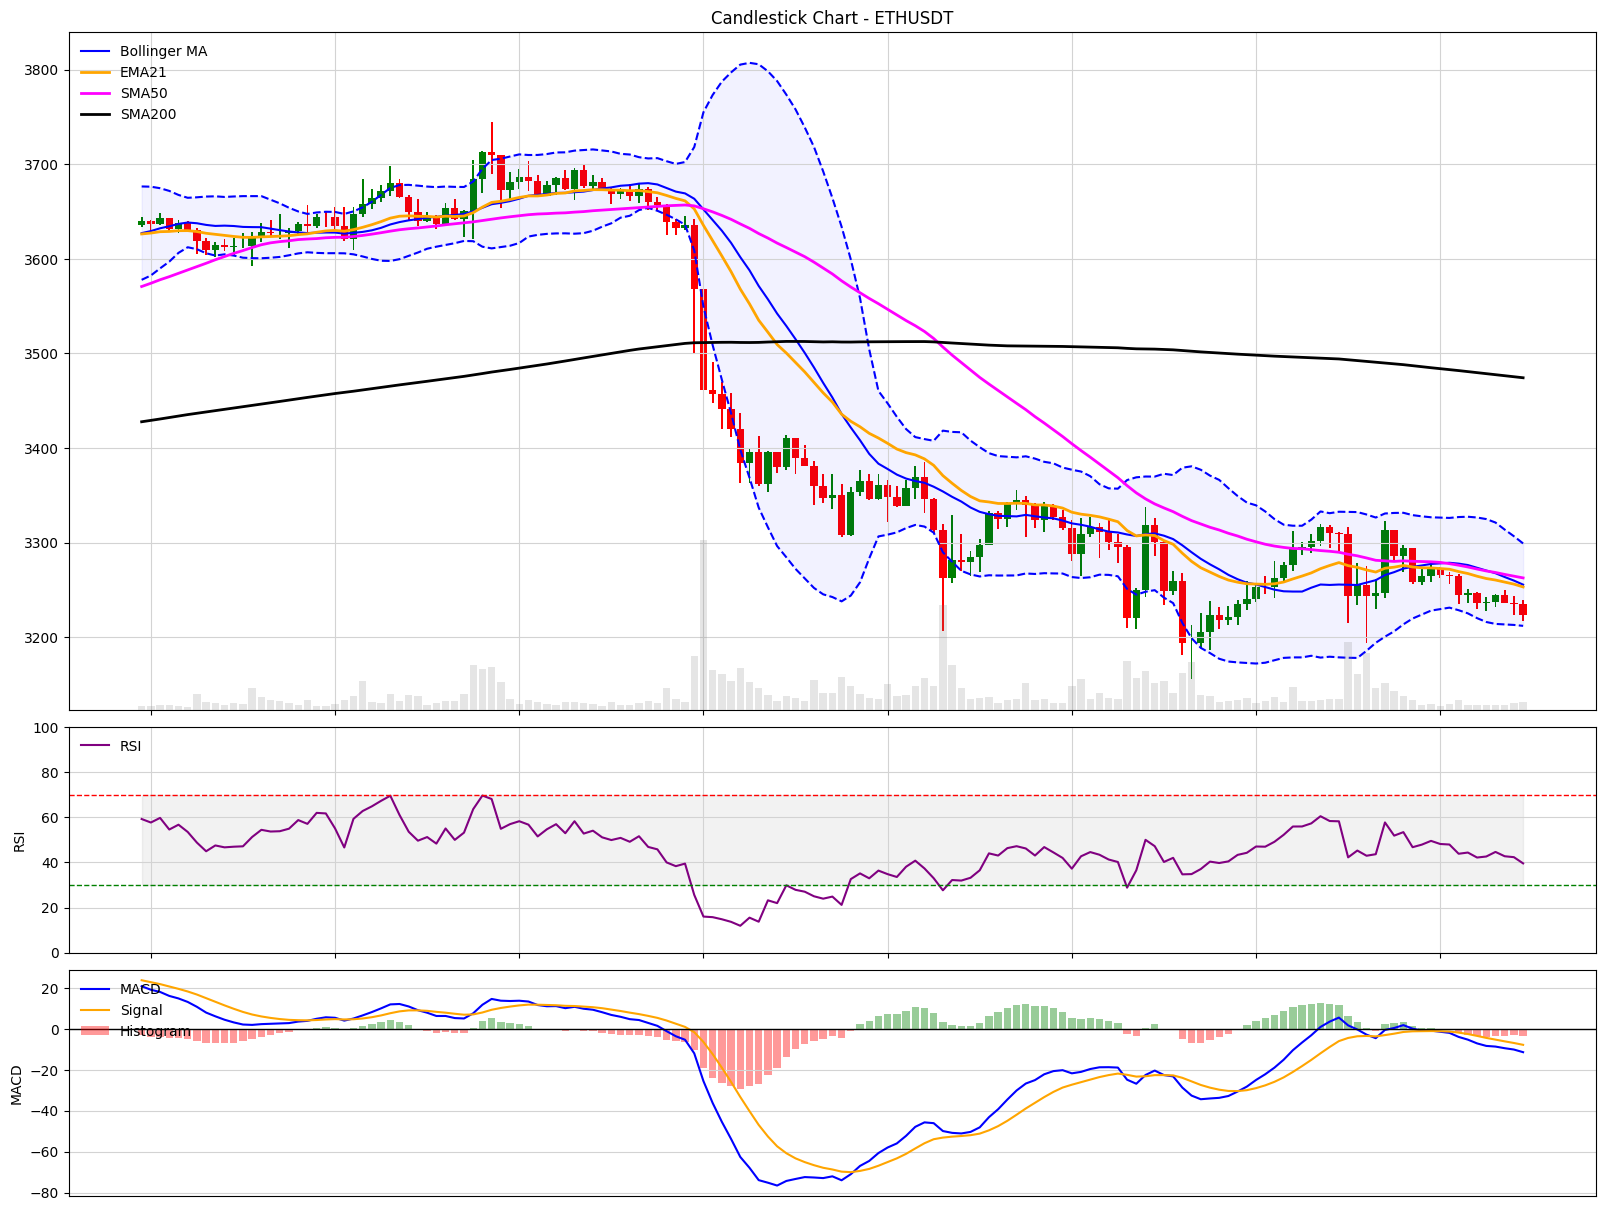 Candlestick Chart - ETHUSDT
Bollinger MA
EMA21
SMA50
SMA200
3800
3700
3600
3500
3400
3300
3200
RSI
100
80
60
40
20
0
RSI
MACD
Signal
Histogram
20
0
−20
−40
−60
−80
MACD